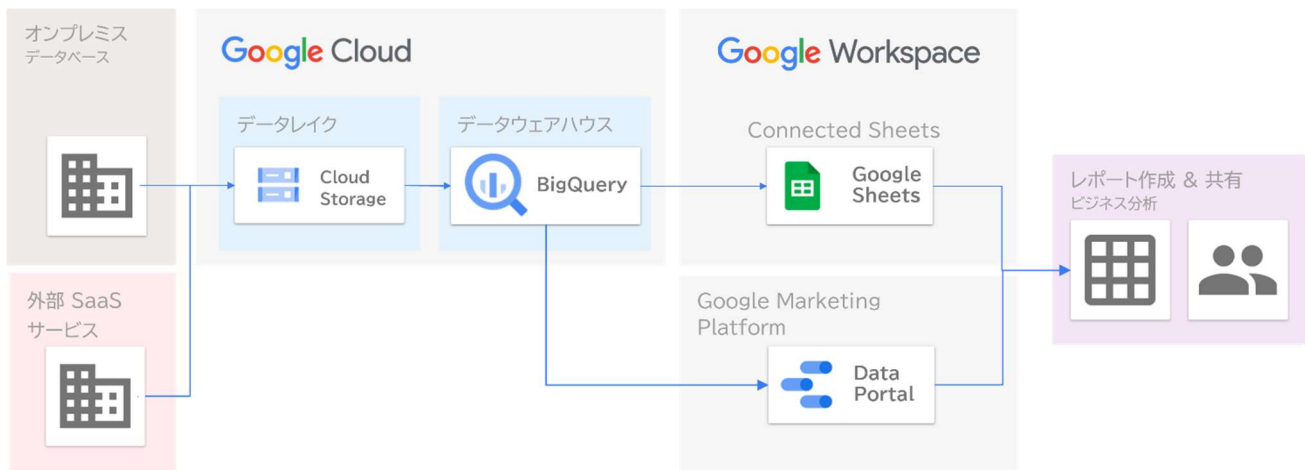 オンプレミス
データベース
Google Cloud
データレイク
Cloud
Storage
データウェアハウス
BigQuery
Google Workspace
Connected Sheets
Google
Sheets
外部 SaaS
サービス
Google Marketing
Platform
Data
Portal
レポート作成 & 共有
ビジネス分析